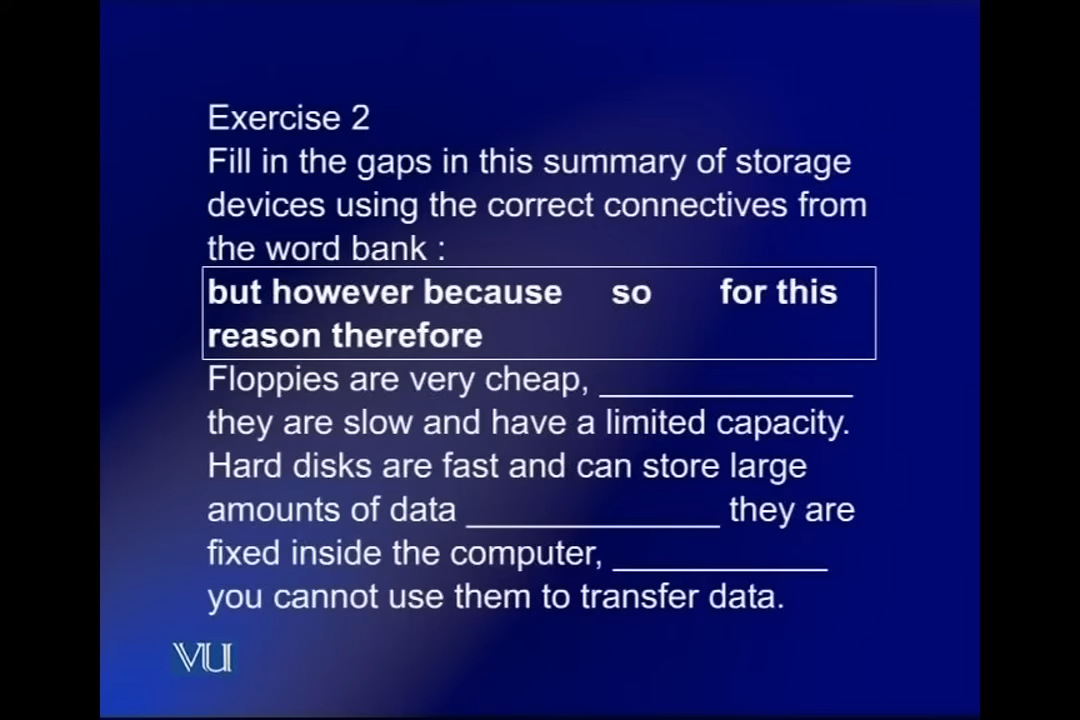 Exercise 2
Fill in the gaps in this summary of storage
devices using the correct connectives from
the word bank :
but however because so for this
reason therefore
Floppies are very cheap, _______________
they are slow and have a limited capacity.
Hard disks are fast and can store large
amounts of data _______________ they are
fixed inside the computer, _____________
you cannot use them to transfer data.
VU